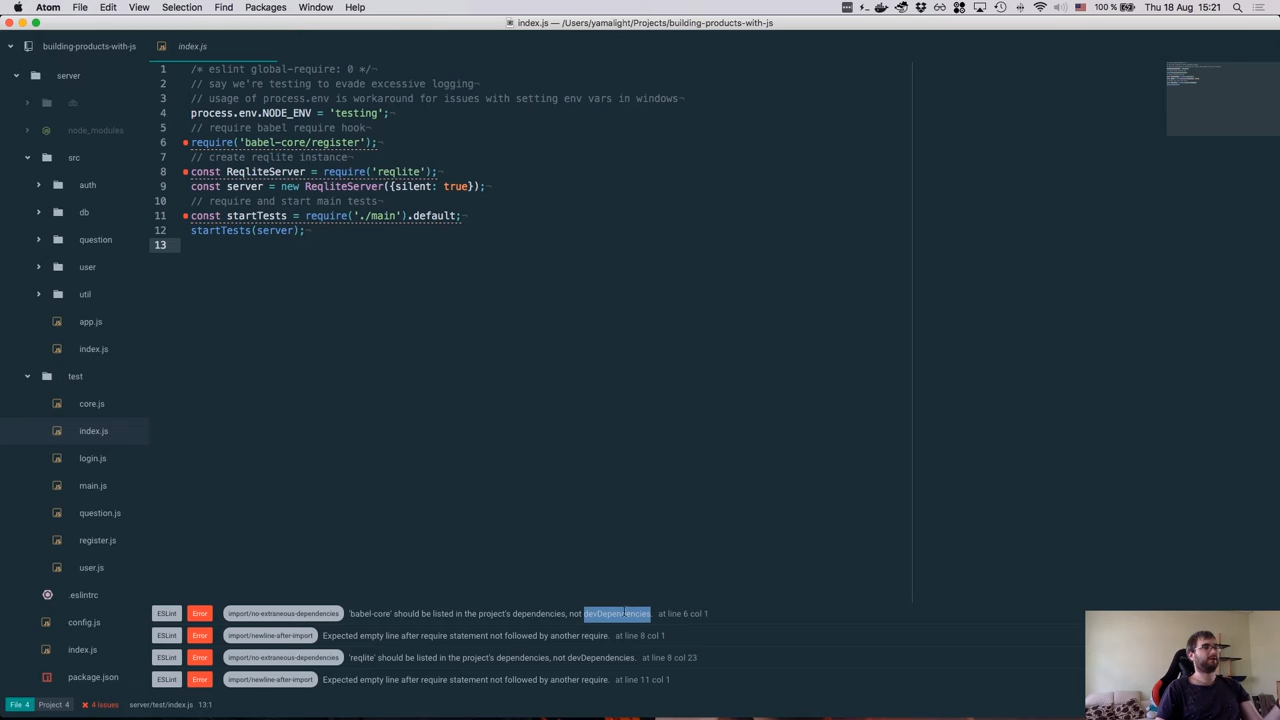 Atom File Edit View Selection Find Packages Window Help 100 % Thu 18 Aug 15:21
index.js — /Users/yamalight/Projects/building-products-with-js
building-products-with-js
index.js
server
db
node_modules
src
auth
db
question
user
util
app.js
index.js
test
core.js
index.js
login.js
main.js
question.js
register.js
user.js
.eslintrc
config.js
index.js
package.json
1 /* eslint global-require: 0 */¬
2 // say we're testing to evade excessive logging¬
3 // usage of process.env is workaround for issues with setting env vars in windows¬
4 process.env.NODE_ENV = 'testing';¬
5 // require babel require hook¬
6 require('babel-core/register');¬
7 // create reqlite instance¬
8 const ReqliteServer = require('reqlite');¬
9 const server = new ReqliteServer({silent: true});¬
10 // require and start main tests¬
11 const startTests = require('./main').default;¬
12 startTests(server);¬
13
ESLint Error import/no-extraneous-dependencies 'babel-core' should be listed in the project's dependencies, not devDependencies. at line 6 col 1
ESLint Error import/newline-after-import Expected empty line after require statement not followed by another require. at line 8 col 1
ESLint Error import/no-extraneous-dependencies 'reqlite' should be listed in the project's dependencies, not devDependencies. at line 8 col 23
ESLint Error import/newline-after-import Expected empty line after require statement not followed by another require. at line 11 col 1
File 4 Project 4 4 Issues server/test/index.js 13:1